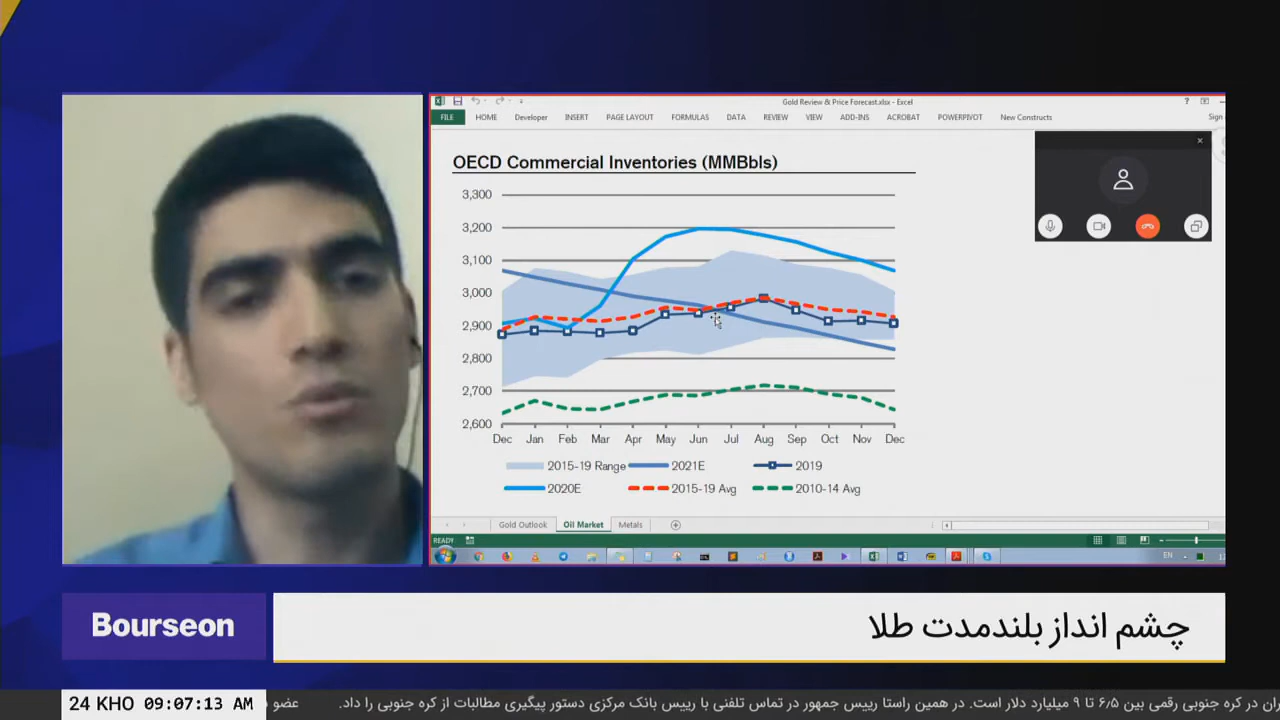 Gold Review & Price Forecast.xlsx - Excel
FILE HOME Developer INSERT PAGE LAYOUT FORMULAS DATA REVIEW VIEW ADD-INS ACROBAT POWERPIVOT New Constructs Sign
OECD Commercial Inventories (MMBbls)
3,300
3,200
3,100
3,000
2,900
2,800
2,700
2,600
Dec Jan Feb Mar Apr May Jun Jul Aug Sep Oct Nov Dec
2015-19 Range 2021E 2019
2020E 2015-19 Avg 2010-14 Avg
Gold Outlook Oil Market Metals
READY
EN
Bourseon
چشم انداز بلندمدت طلا
24 KHO 09:07:13 AM
ان در کره جنوبی رقمی بین ۶/۵ تا ۹ میلیارد دلار است. در همین راستا رییس جمهور در تماس تلفنی با رییس بانک مرکزی دستور پیگیری مطالبات از کره جنوبی را داد. عضو